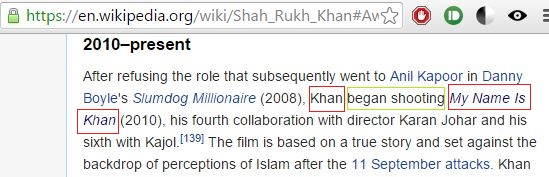 https://en.wikipedia.org/wiki/Shah_Rukh_Khan#Aw
2010–present
After refusing the role that subsequently went to Anil Kapoor in Danny
Boyle's Slumdog Millionaire (2008), Khan began shooting My Name Is
Khan (2010), his fourth collaboration with director Karan Johar and his
sixth with Kajol.[139] The film is based on a true story and set against the
backdrop of perceptions of Islam after the 11 September attacks. Khan